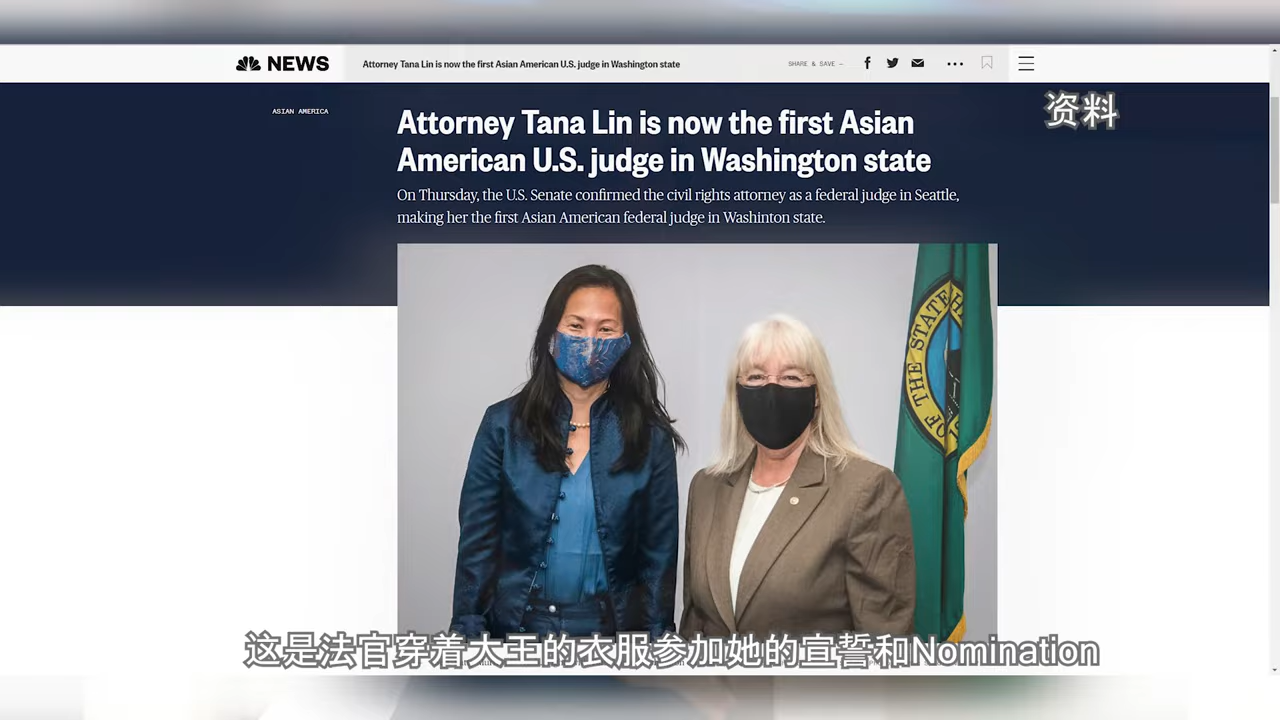 NEWS
Attorney Tana Lin is now the first Asian American U.S. judge in Washington state
SHARE & SAVE —
ASIAN AMERICA
资料
Attorney Tana Lin is now the first Asian
American U.S. judge in Washington state
On Thursday, the U.S. Senate confirmed the civil rights attorney as a federal judge in Seattle,
making her the first Asian American federal judge in Washinton state.
OF THE STATE
这是法官穿着大王的衣服参加她的宣誓和Nomination